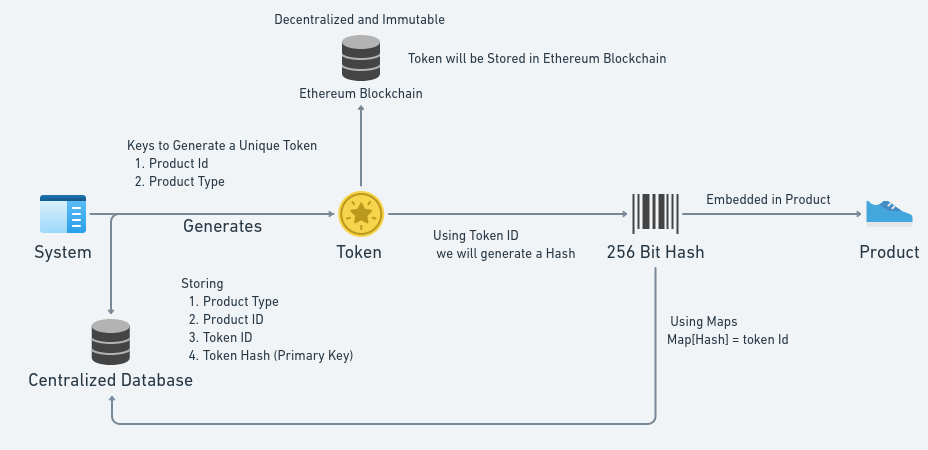 Decentralized and Immutable
Token will be Stored in Ethereum Blockchain
Ethereum Blockchain
Keys to Generate a Unique Token
1. Product Id
2. Product Type
Generates
Embedded in Product
System
Token
Using Token ID
we will generate a Hash
256 Bit Hash
Product
Storing
1. Product Type
2. Product ID
3. Token ID
4. Token Hash (Primary Key)
Using Maps
Map[Hash] = token Id
Centralized Database